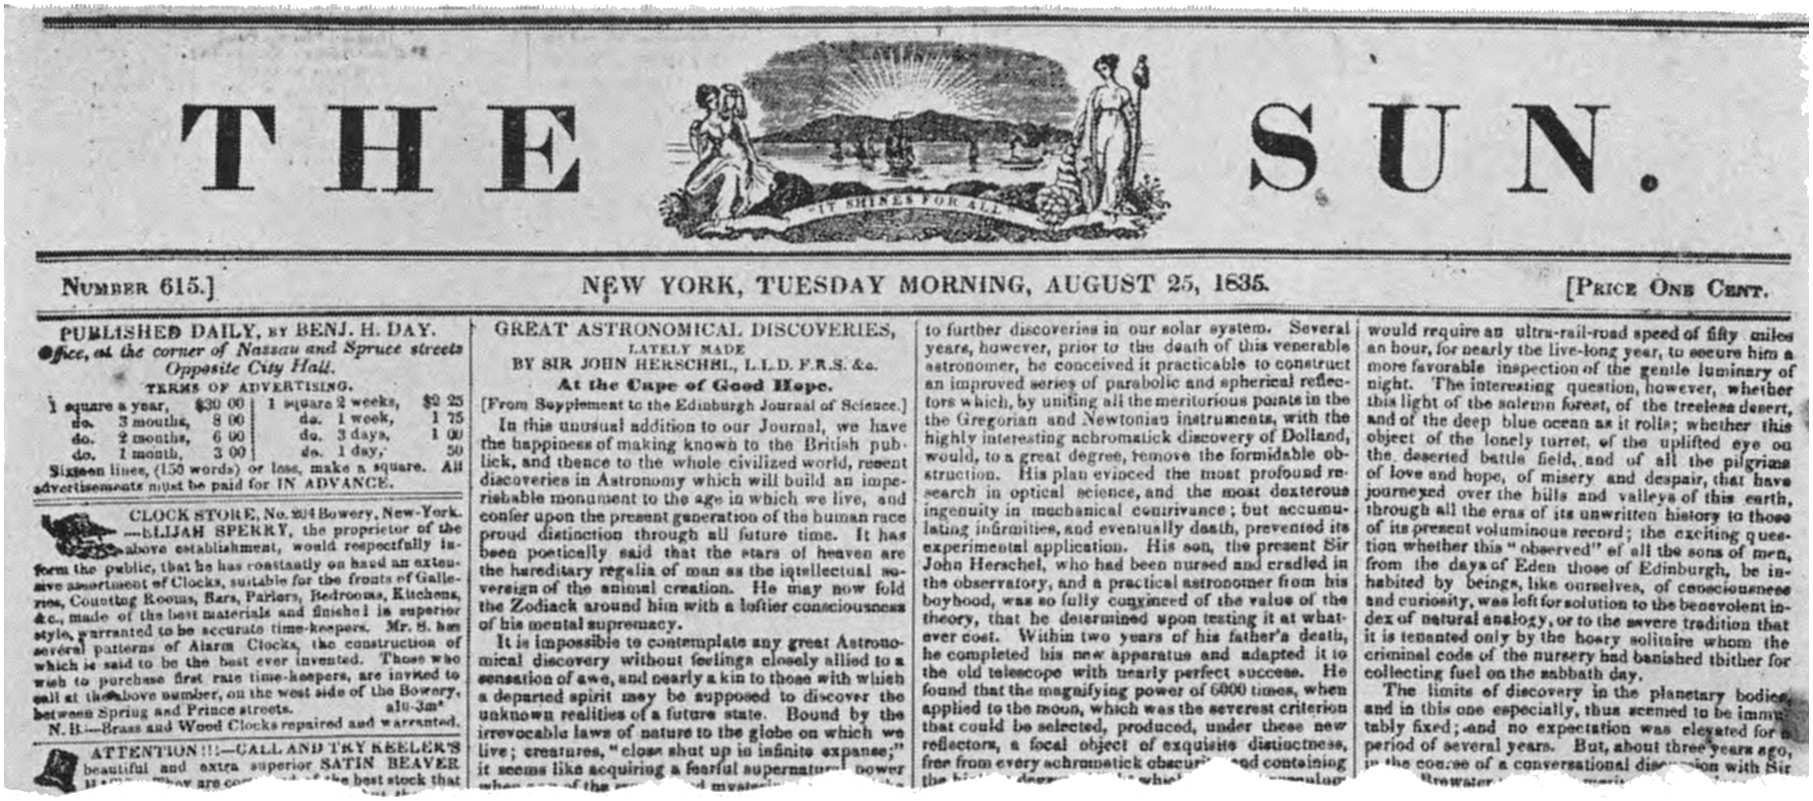 THE SUN.
"IT SHINES FOR ALL"
NUMBER 615.]
NEW YORK, TUESDAY MORNING, AUGUST 25, 1835.
[PRICE ONE CENT.
PUBLISHED DAILY, BY BENJ. H. DAY.
Office, at the corner of Nassau and Spruce streets
Opposite City Hall.
TERMS OF ADVERTISING.
1 square a year, $30 00 | 1 square 2 weeks, $2 25
do. 3 months, 8 00 | do. 1 week, 1 75
do. 2 months, 6 00 | do. 3 days, 1 00
do. 1 month, 3 00 | do. 1 day, 50
Sixteen lines, (150 words) or less, make a square. All
advertisements must be paid for IN ADVANCE.
CLOCK STORE, No. 204 Bowery, New-York.
—ELIJAH SPERRY, the proprietor of the
above establishment, would respectfully in-
form the public, that he has constantly on hand an exten-
sive assortment of Clocks, suitable for the fronts of Galle-
ries, Counting Rooms, Bars, Parlors, Bedrooms, Kitchens,
&c., made of the best materials and finished in superior
style, warranted to be accurate time-keepers. Mr. S. has
several patterns of Alarm Clocks, the construction of
which is said to be the best ever invented. Those who
wish to purchase first rate time-keepers, are invited to
call at the above number, on the west side of the Bowery,
between Spring and Prince streets. a1u-3m*
N. B.—Brass and Wood Clocks repaired and warranted.
ATTENTION!!!—CALL AND TRY KEELER'S
beautiful and extra superior SATIN BEAVER
They are the best stock that
GREAT ASTRONOMICAL DISCOVERIES,
LATELY MADE
BY SIR JOHN HERSCHEL, L.L.D. F.R.S. &c.
At the Cape of Good Hope.
[From Supplement to the Edinburgh Journal of Science.]
In this unusual addition to our Journal, we have
the happiness of making known to the British pub-
lick, and thence to the whole civilized world, recent
discoveries in Astronomy which will build an impe-
rishable monument to the age in which we live, and
confer upon the present generation of the human race
proud distinction through all future time. It has
been poetically said that the stars of heaven are
the hereditary regalia of man as the intellectual so-
vereign of the animal creation. He may now fold
the Zodiack around him with a loftier consciousness
of his mental supremacy.
It is impossible to contemplate any great Astrono-
mical discovery without feelings closely allied to a
sensation of awe, and nearly a kin to those with which
a departed spirit may be supposed to discover the
unknown realities of a future state. Bound by the
irrevocable laws of nature to the globe on which we
live; creatures, "close shut up in infinite expanse;"
it seems like acquiring a fearful supernatural power
when any of the
to further discoveries in our solar system. Several
years, however, prior to the death of this venerable
astronomer, he conceived it practicable to construct
an improved series of parabolic and spherical reflec-
tors which, by uniting all the meritorious points in the
the Gregorian and Newtonian instruments, with the
highly interesting achromatick discovery of Dolland,
would, to a great degree, remove the formidable ob-
struction. His plan evinced the most profound re-
search in optical science, and the most dexterous
ingenuity in mechanical contrivance; but accumu-
lating infirmities, and eventually death, prevented its
experimental application. His son, the present Sir
John Herschel, who had been nursed and cradled in
the observatory, and a practical astronomer from his
boyhood, was so fully convinced of the value of the
theory, that he determined upon testing it at what-
ever cost. Within two years of his father's death,
he completed his new apparatus and adapted it to
the old telescope with nearly perfect success. He
found that the magnifying power of 6000 times, when
applied to the moon, which was the severest criterion
that could be selected, produced, under these new
reflectors, a focal object of exquisite distinctness,
free from every achromatick obscurity and containing
the
would require an ultra-rail-road speed of fifty miles
an hour, for nearly the live-long year, to secure him a
more favorable inspection of the gentle luminary of
night. The interesting question, however, whether
this light of the solemn forest, of the treeless desert,
and of the deep blue ocean as it rolls; whether this
object of the lonely turret, of the uplifted eye on
the deserted battle field, and of all the pilgrims
of love and hope, of misery and despair, that have
journeyed over the hills and valleys of this earth,
through all the eras of its unwritten history to those
of its present voluminous record; the exciting ques-
tion whether this "observed" of all the sons of men,
from the days of Eden those of Edinburgh, be in-
habited by beings, like ourselves, of consciousness
and curiosity, was left for solution to the benevolent in-
dex of natural analogy, or to the severe tradition that
it is tenanted only by the hoary solitaire whom the
criminal code of the nursery had banished thither for
collecting fuel on the sabbath day.
The limits of discovery in the planetary bodies,
and in this one especially, thus seemed to be immu-
tably fixed; and no expectation was elevated for a
period of several years. But, about three years ago,
in the course of a conversational discussion with Sir